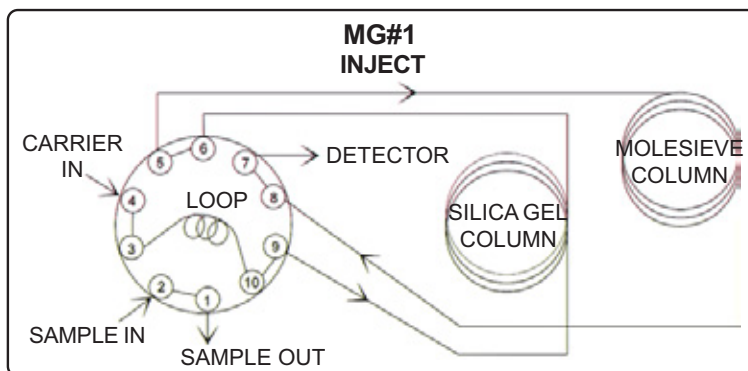 MG#1
INJECT
CARRIER
IN
5
6
7
DETECTOR
MOLESIEVE
COLUMN
4
LOOP
8
SILICA GEL
COLUMN
3
9
2
10
1
SAMPLE IN
SAMPLE OUT